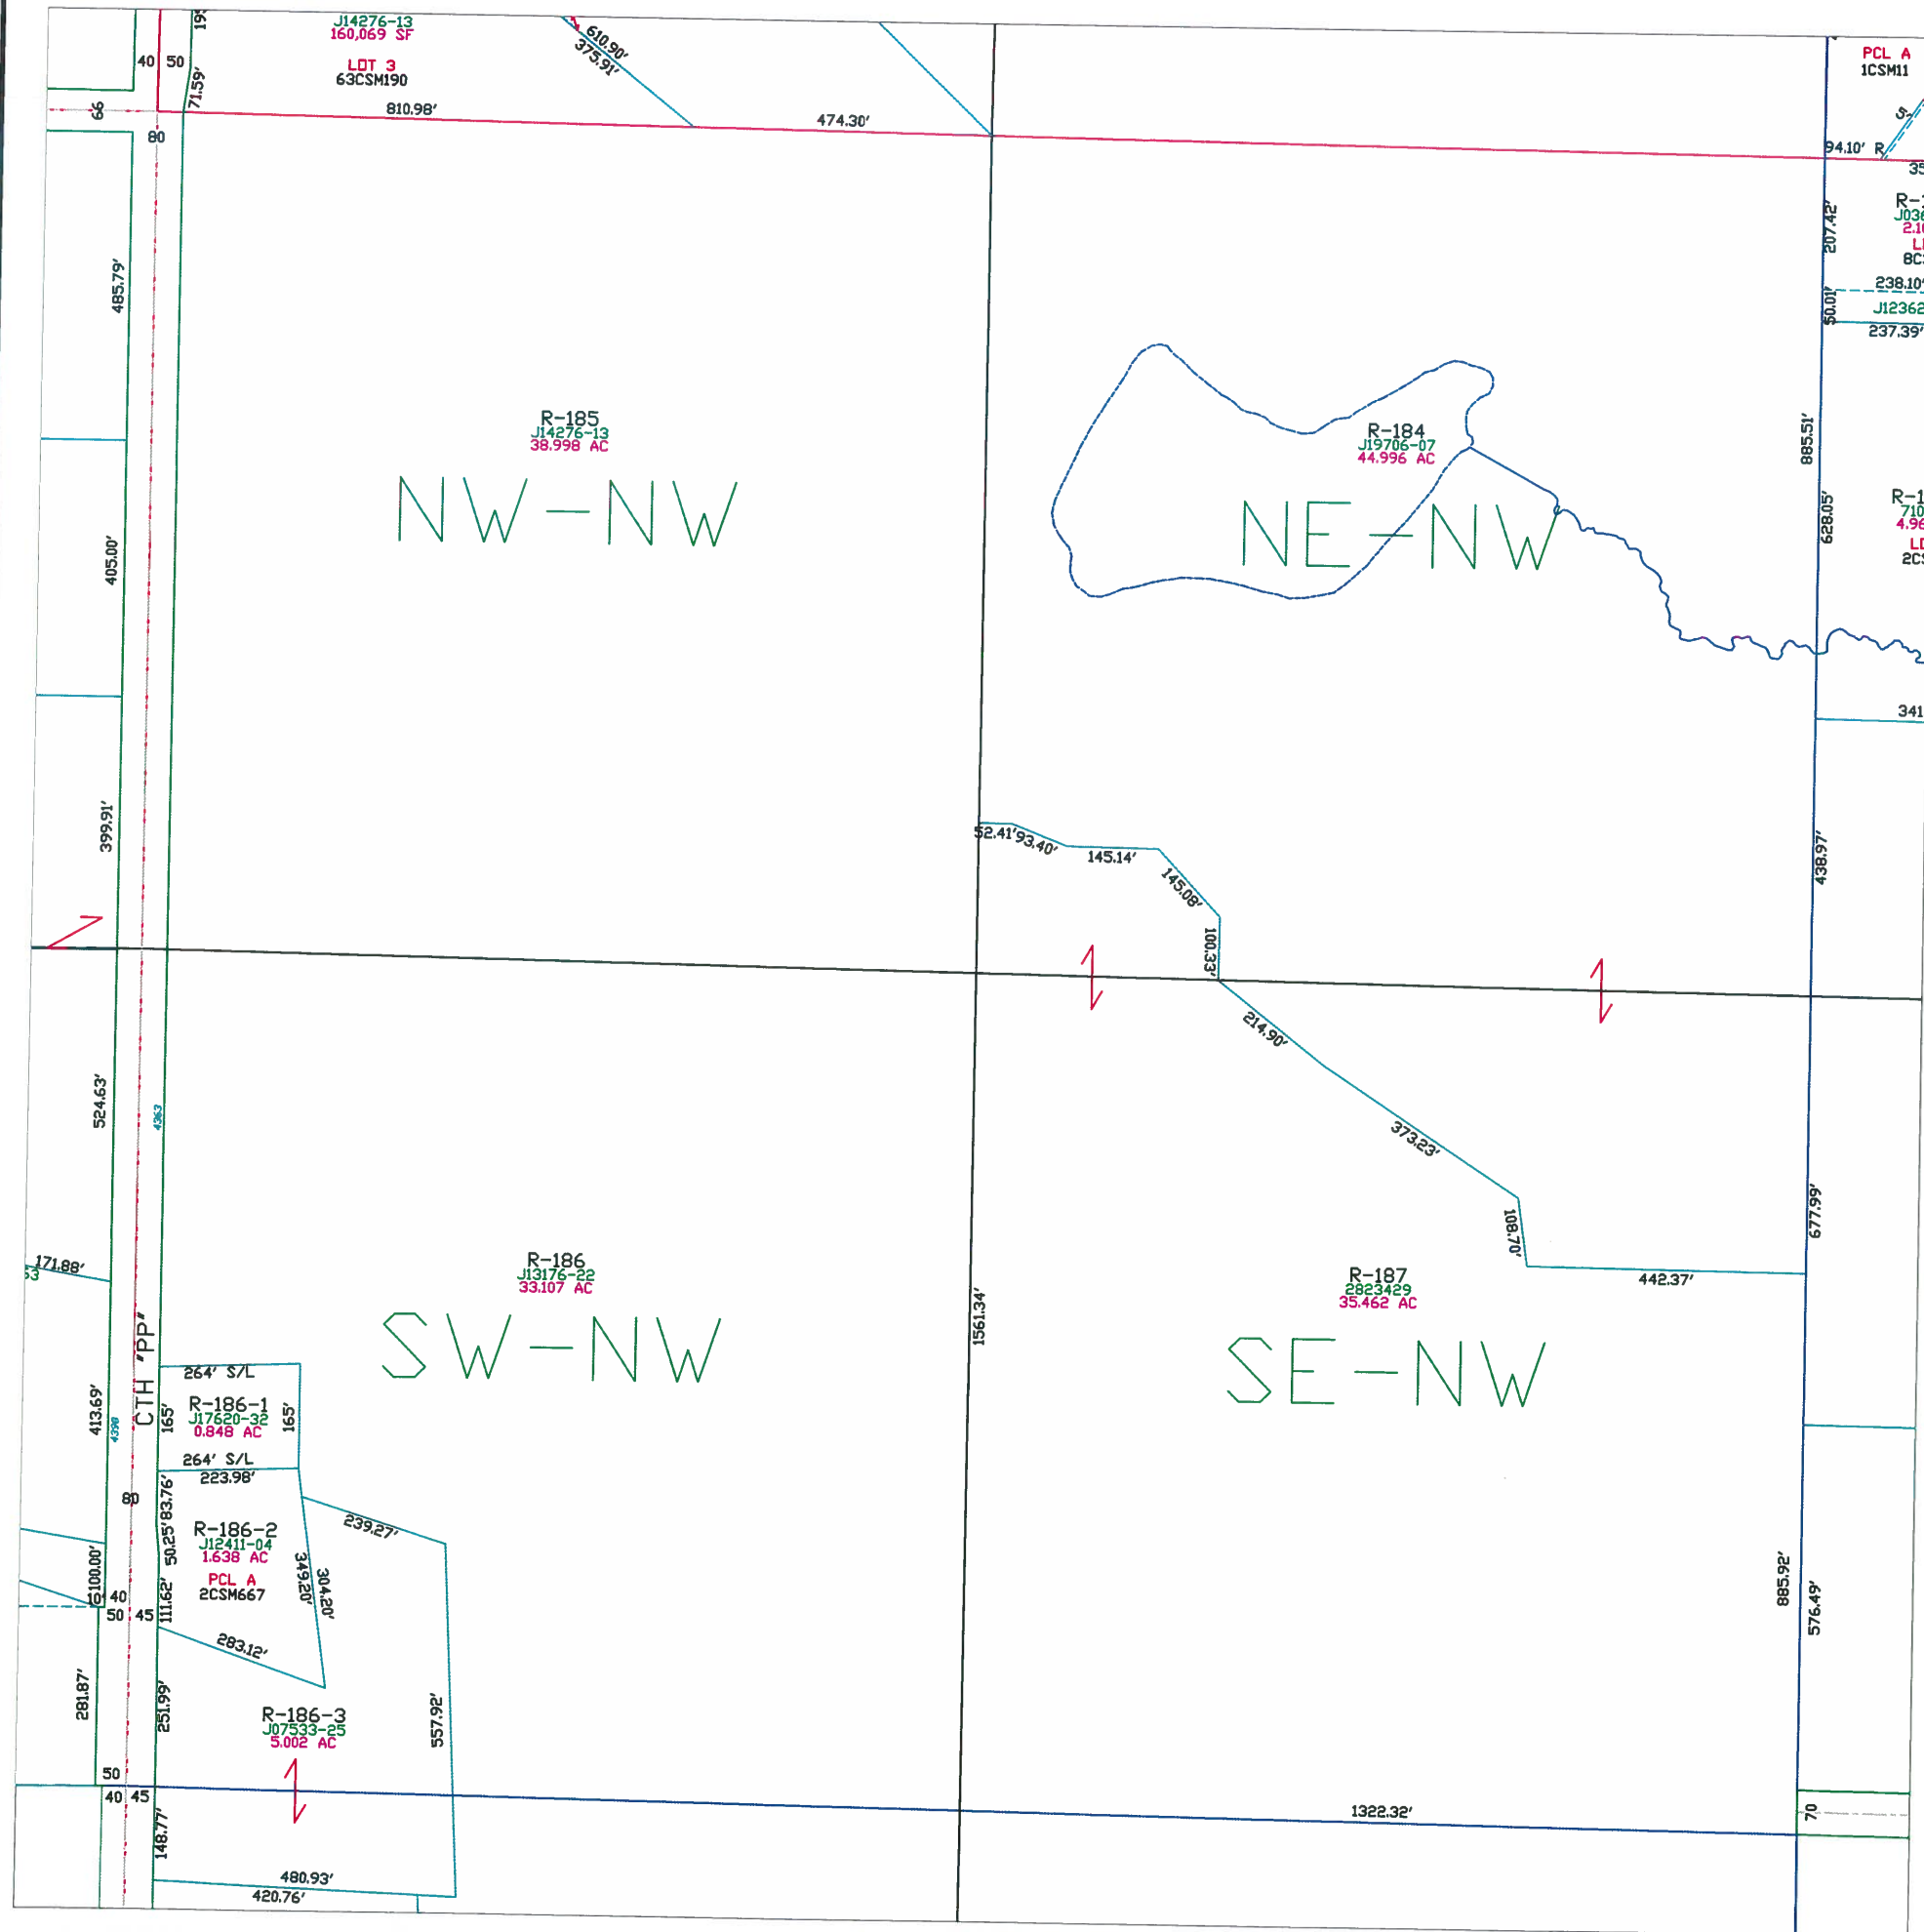 J14276-13
160,069 SF
LOT 3
63CSM190
40 50
71.59'
66
80
810.98'
610.90'
375.91'
474.30'
PCL A
1CSM11
94.10' R
207.42'
50.01'
238.10'
J12362
237.39'
485.79'
R-185
J14276-13
38.998 AC
NW-NW
R-184
J19706-07
44.996 AC
NE-NW
885.51'
628.05'
405.00'
341
399.91'
52.41'
93.40'
145.14'
145.08'
100.33'
438.97'
214.90'
373.23'
108.70'
442.37'
677.99'
524.63'
4363
171.88'
R-186
J13176-22
33.107 AC
SW-NW
1561.34'
R-187
2823429
35.462 AC
SE-NW
CTH "PP"
264' S/L
R-186-1
J17620-32
0.848 AC
165'
165'
264' S/L
413.69'
4390
80
223.98'
83.76'
50.25'
R-186-2
J12411-04
1.638 AC
PCL A
2CSM667
239.27'
349.20'
304.20'
100.00'
10' 40
50 45
111.62'
283.12'
885.92'
576.49'
281.87'
251.99'
R-186-3
J07533-25
5.002 AC
557.92'
50
40 45
148.77'
1322.32'
70
480.93'
420.76'